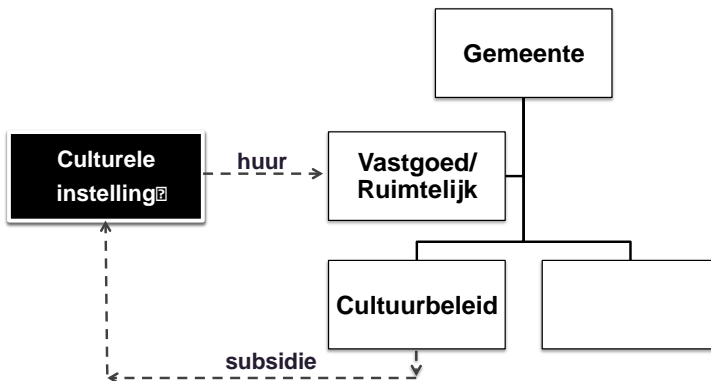 Gemeente
Culturele
instelling
huur
Vastgoed/
Ruimtelijk
Cultuurbeleid
subsidie